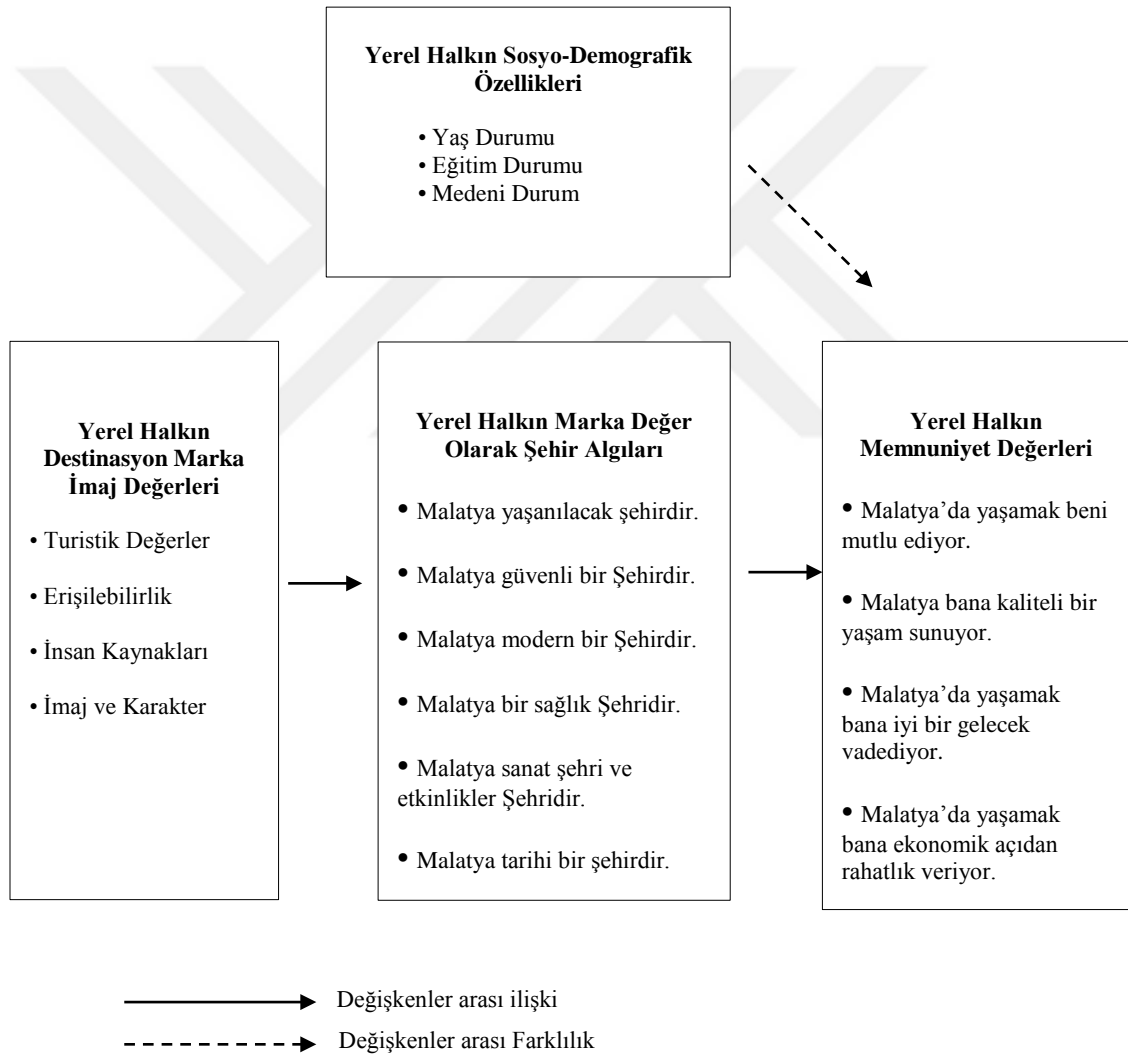 Yerel Halkın Sosyo-Demografik
Özellikleri
• Yaş Durumu
• Eğitim Durumu
• Medeni Durum
Yerel Halkın
Destinasyon Marka
İmaj Değerleri
• Turistik Değerler
• Erişilebilirlik
• İnsan Kaynakları
• İmaj ve Karakter
Yerel Halkın Marka Değer
Olarak Şehir Algıları
• Malatya yaşanılacak şehirdir.
• Malatya güvenli bir Şehirdir.
• Malatya modern bir Şehirdir.
• Malatya bir sağlık Şehridir.
• Malatya sanat şehri ve
etkinlikler Şehridir.
• Malatya tarihi bir şehirdir.
Yerel Halkın
Memnuniyet Değerleri
• Malatya’da yaşamak beni
mutlu ediyor.
• Malatya bana kaliteli bir
yaşam sunuyor.
• Malatya’da yaşamak
bana iyi bir gelecek
vadediyor.
• Malatya’da yaşamak
bana ekonomik açıdan
rahatlık veriyor.
Değişkenler arası ilişki
Değişkenler arası Farklılık